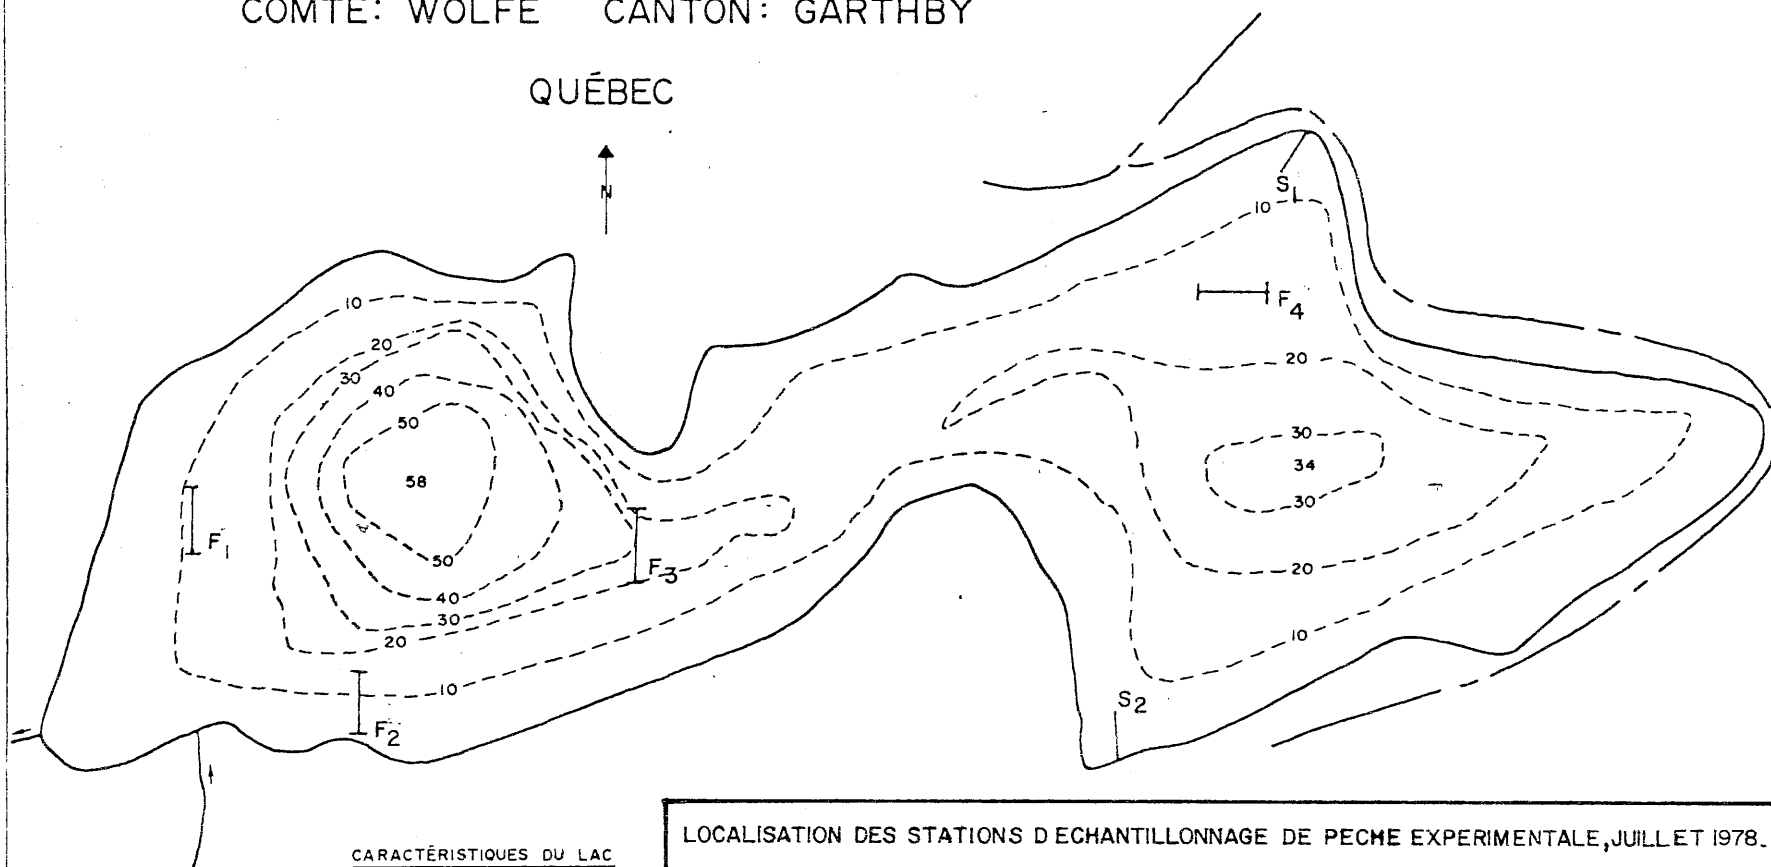 COMTÉ: WOLFE CANTON: GARTHBY
QUÉBEC
N
S1
10
F4
10
20
20
30
40
50
30
34
58
30
F1
F3
50
20
40
30
20
10
10
S2
F2
LOCALISATION DES STATIONS D ECHANTILLONNAGE DE PECHE EXPERIMENTALE, JUILLET 1978.
CARACTÉRISTIQUES DU LAC